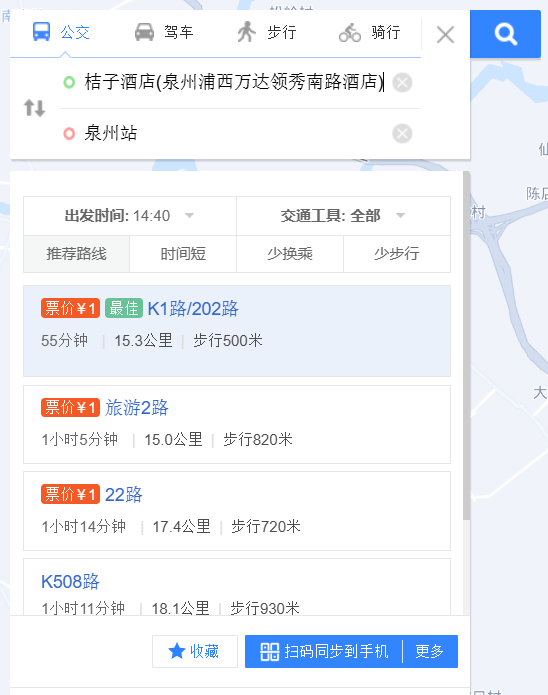 公交 驾车 步行 骑行
桔子酒店(泉州浦西万达领秀南路酒店)
泉州站
出发时间: 14:40 交通工具: 全部
推荐路线 时间短 少换乘 少步行
票价¥1 最佳 K1路/202路
55分钟 | 15.3公里 | 步行500米
票价¥1 旅游2路
1小时5分钟 | 15.0公里 | 步行820米
票价¥1 22路
1小时14分钟 | 17.4公里 | 步行720米
K508路
1小时11分钟 | 18.1公里 | 步行930米
收藏 扫码同步到手机 | 更多
仙
陈店
村
大